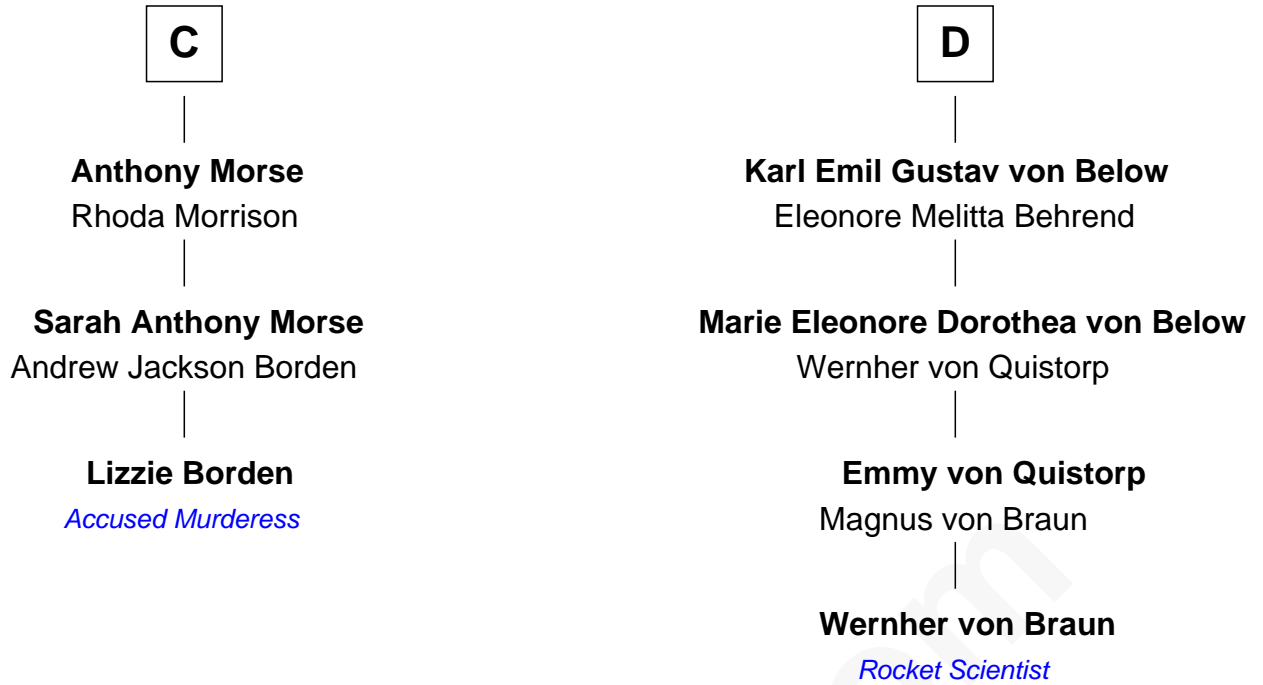 C
Anthony Morse
Rhoda Morrison
Sarah Anthony Morse
Andrew Jackson Borden
Lizzie Borden
Accused Murderess
D
Karl Emil Gustav von Below
Eleonore Melitta Behrend
Marie Eleonore Dorothea von Below
Wernher von Quistorp
Emmy von Quistorp
Magnus von Braun
Wernher von Braun
Rocket Scientist